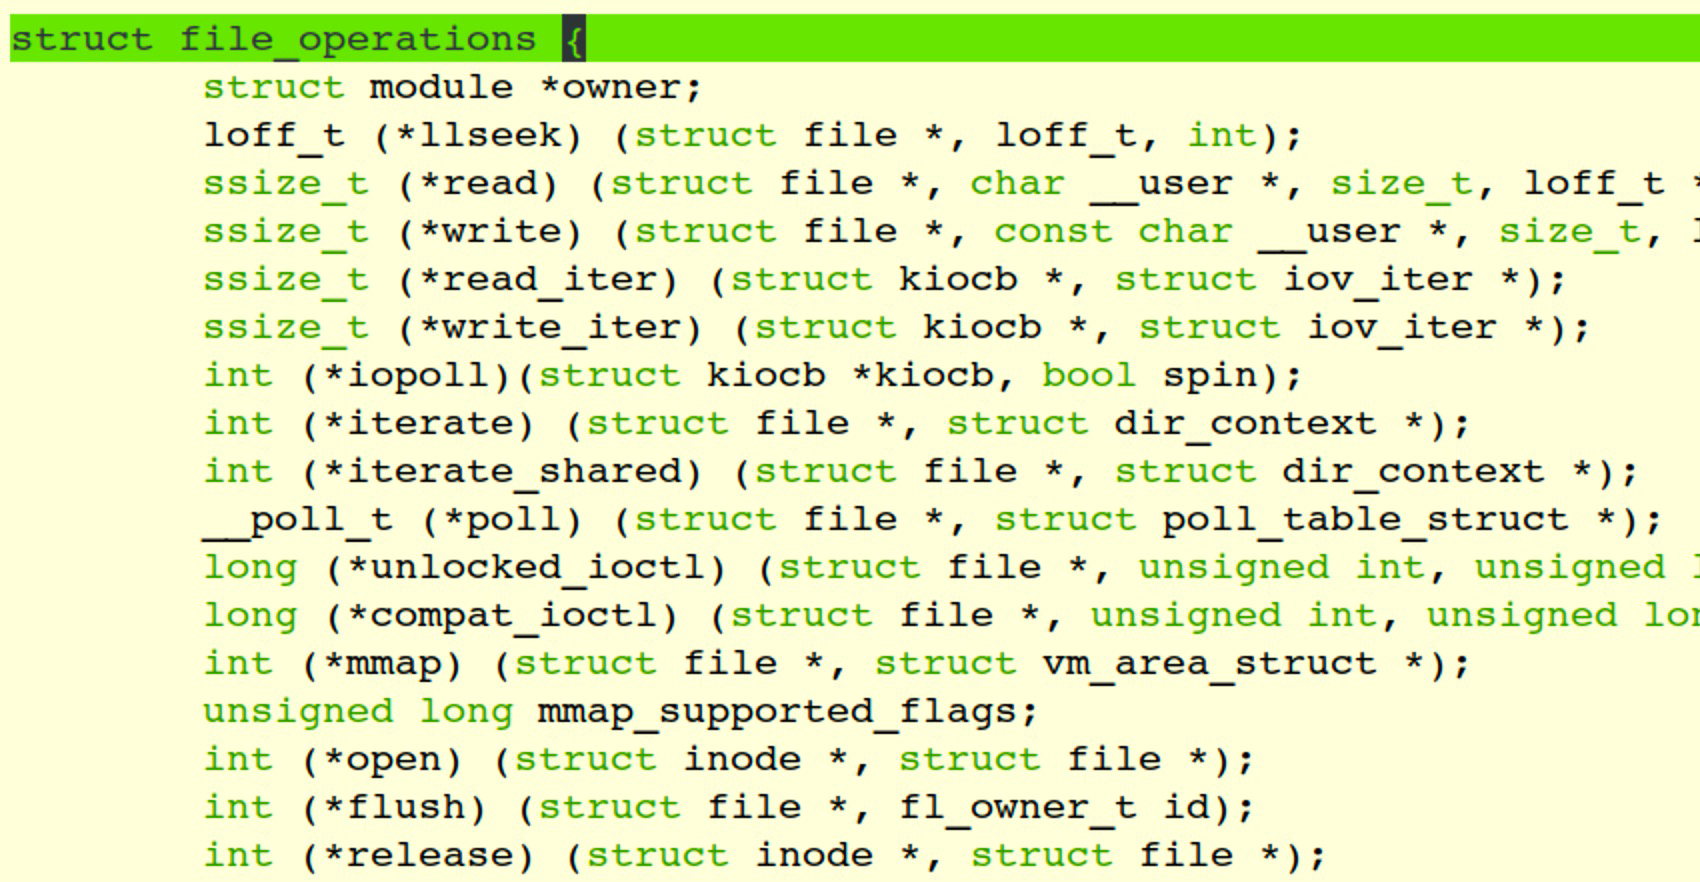 struct file_operations {
struct module *owner;
loff_t (*llseek) (struct file *, loff_t, int);
ssize_t (*read) (struct file *, char __user *, size_t, loff_t *
ssize_t (*write) (struct file *, const char __user *, size_t,
ssize_t (*read_iter) (struct kiocb *, struct iov_iter *);
ssize_t (*write_iter) (struct kiocb *, struct iov_iter *);
int (*iopoll)(struct kiocb *kiocb, bool spin);
int (*iterate) (struct file *, struct dir_context *);
int (*iterate_shared) (struct file *, struct dir_context *);
__poll_t (*poll) (struct file *, struct poll_table_struct *);
long (*unlocked_ioctl) (struct file *, unsigned int, unsigned
long (*compat_ioctl) (struct file *, unsigned int, unsigned lon
int (*mmap) (struct file *, struct vm_area_struct *);
unsigned long mmap_supported_flags;
int (*open) (struct inode *, struct file *);
int (*flush) (struct file *, fl_owner_t id);
int (*release) (struct inode *, struct file *);